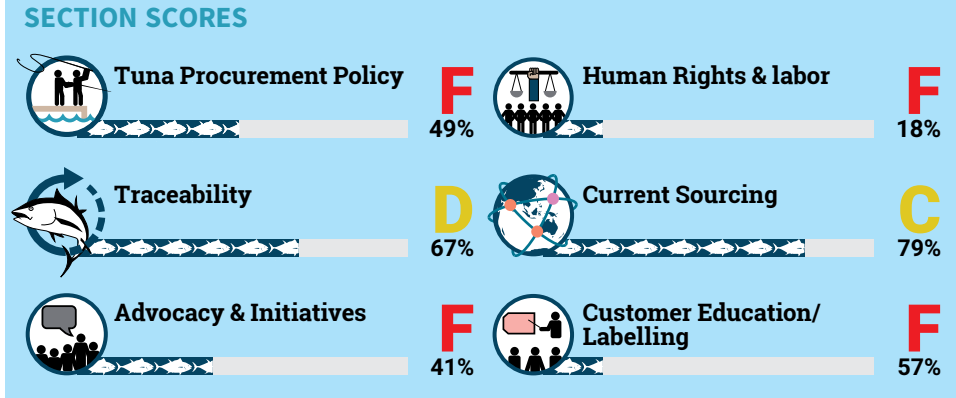 SECTION SCORES
Tuna Procurement Policy
F
49%
Human Rights & labor
F
18%
Traceability
D
67%
Current Sourcing
C
79%
Advocacy & Initiatives
F
41%
Customer Education/
Labelling
F
57%